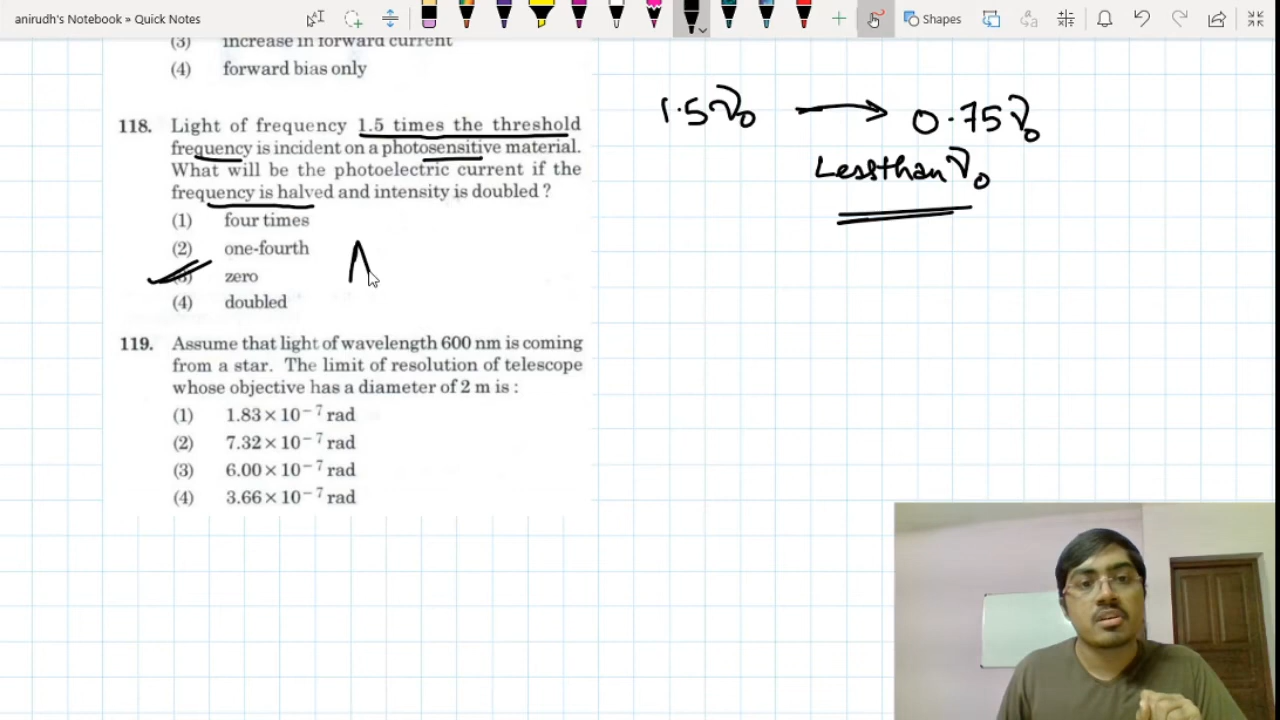 anirudh's Notebook » Quick Notes
Shapes
(3) increase in forward current
(4) forward bias only
118. Light of frequency 1.5 times the threshold
frequency is incident on a photosensitive material.
What will be the photoelectric current if the
frequency is halved and intensity is doubled ?
(1) four times
(2) one-fourth
(3) zero
(4) doubled
1.5ν₀ → 0.75ν₀
Less than ν₀
119. Assume that light of wavelength 600 nm is coming
from a star. The limit of resolution of telescope
whose objective has a diameter of 2 m is :
(1) 1.83 × 10⁻⁷ rad
(2) 7.32 × 10⁻⁷ rad
(3) 6.00 × 10⁻⁷ rad
(4) 3.66 × 10⁻⁷ rad